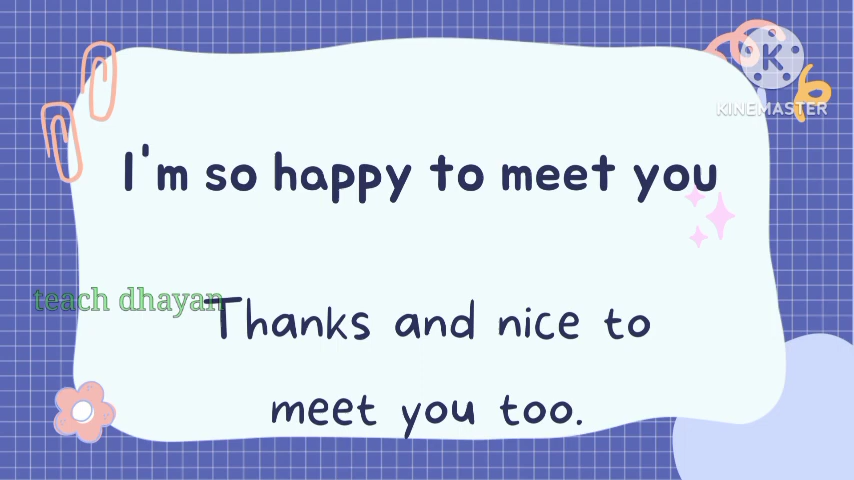 KINEMASTER
I'm so happy to meet you
teach dhayan
Thanks and nice to
meet you too.